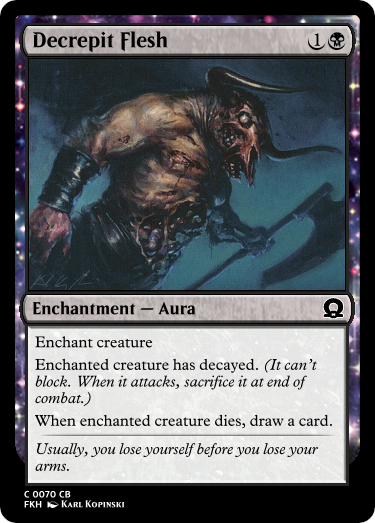 Decrepit Flesh
1
Enchantment — Aura
Enchant creature
Enchanted creature has decayed. (It can't
block. When it attacks, sacrifice it at end of
combat.)
When enchanted creature dies, draw a card.
Usually, you lose yourself before you lose your
arms.
C 0070 CB
FKH Karl Kopinski